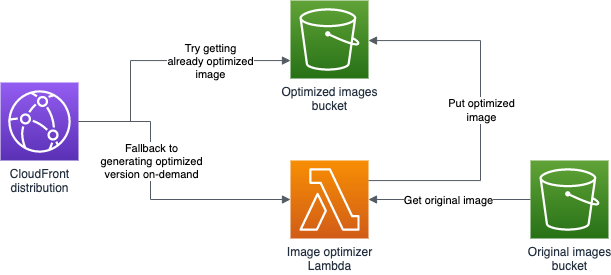 Try getting
already optimized
image
Optimized images
bucket
Put optimized
image
CloudFront
distribution
Fallback to
generating optimized
version on-demand
Get original image
Image optimizer
Lambda
Original images
bucket